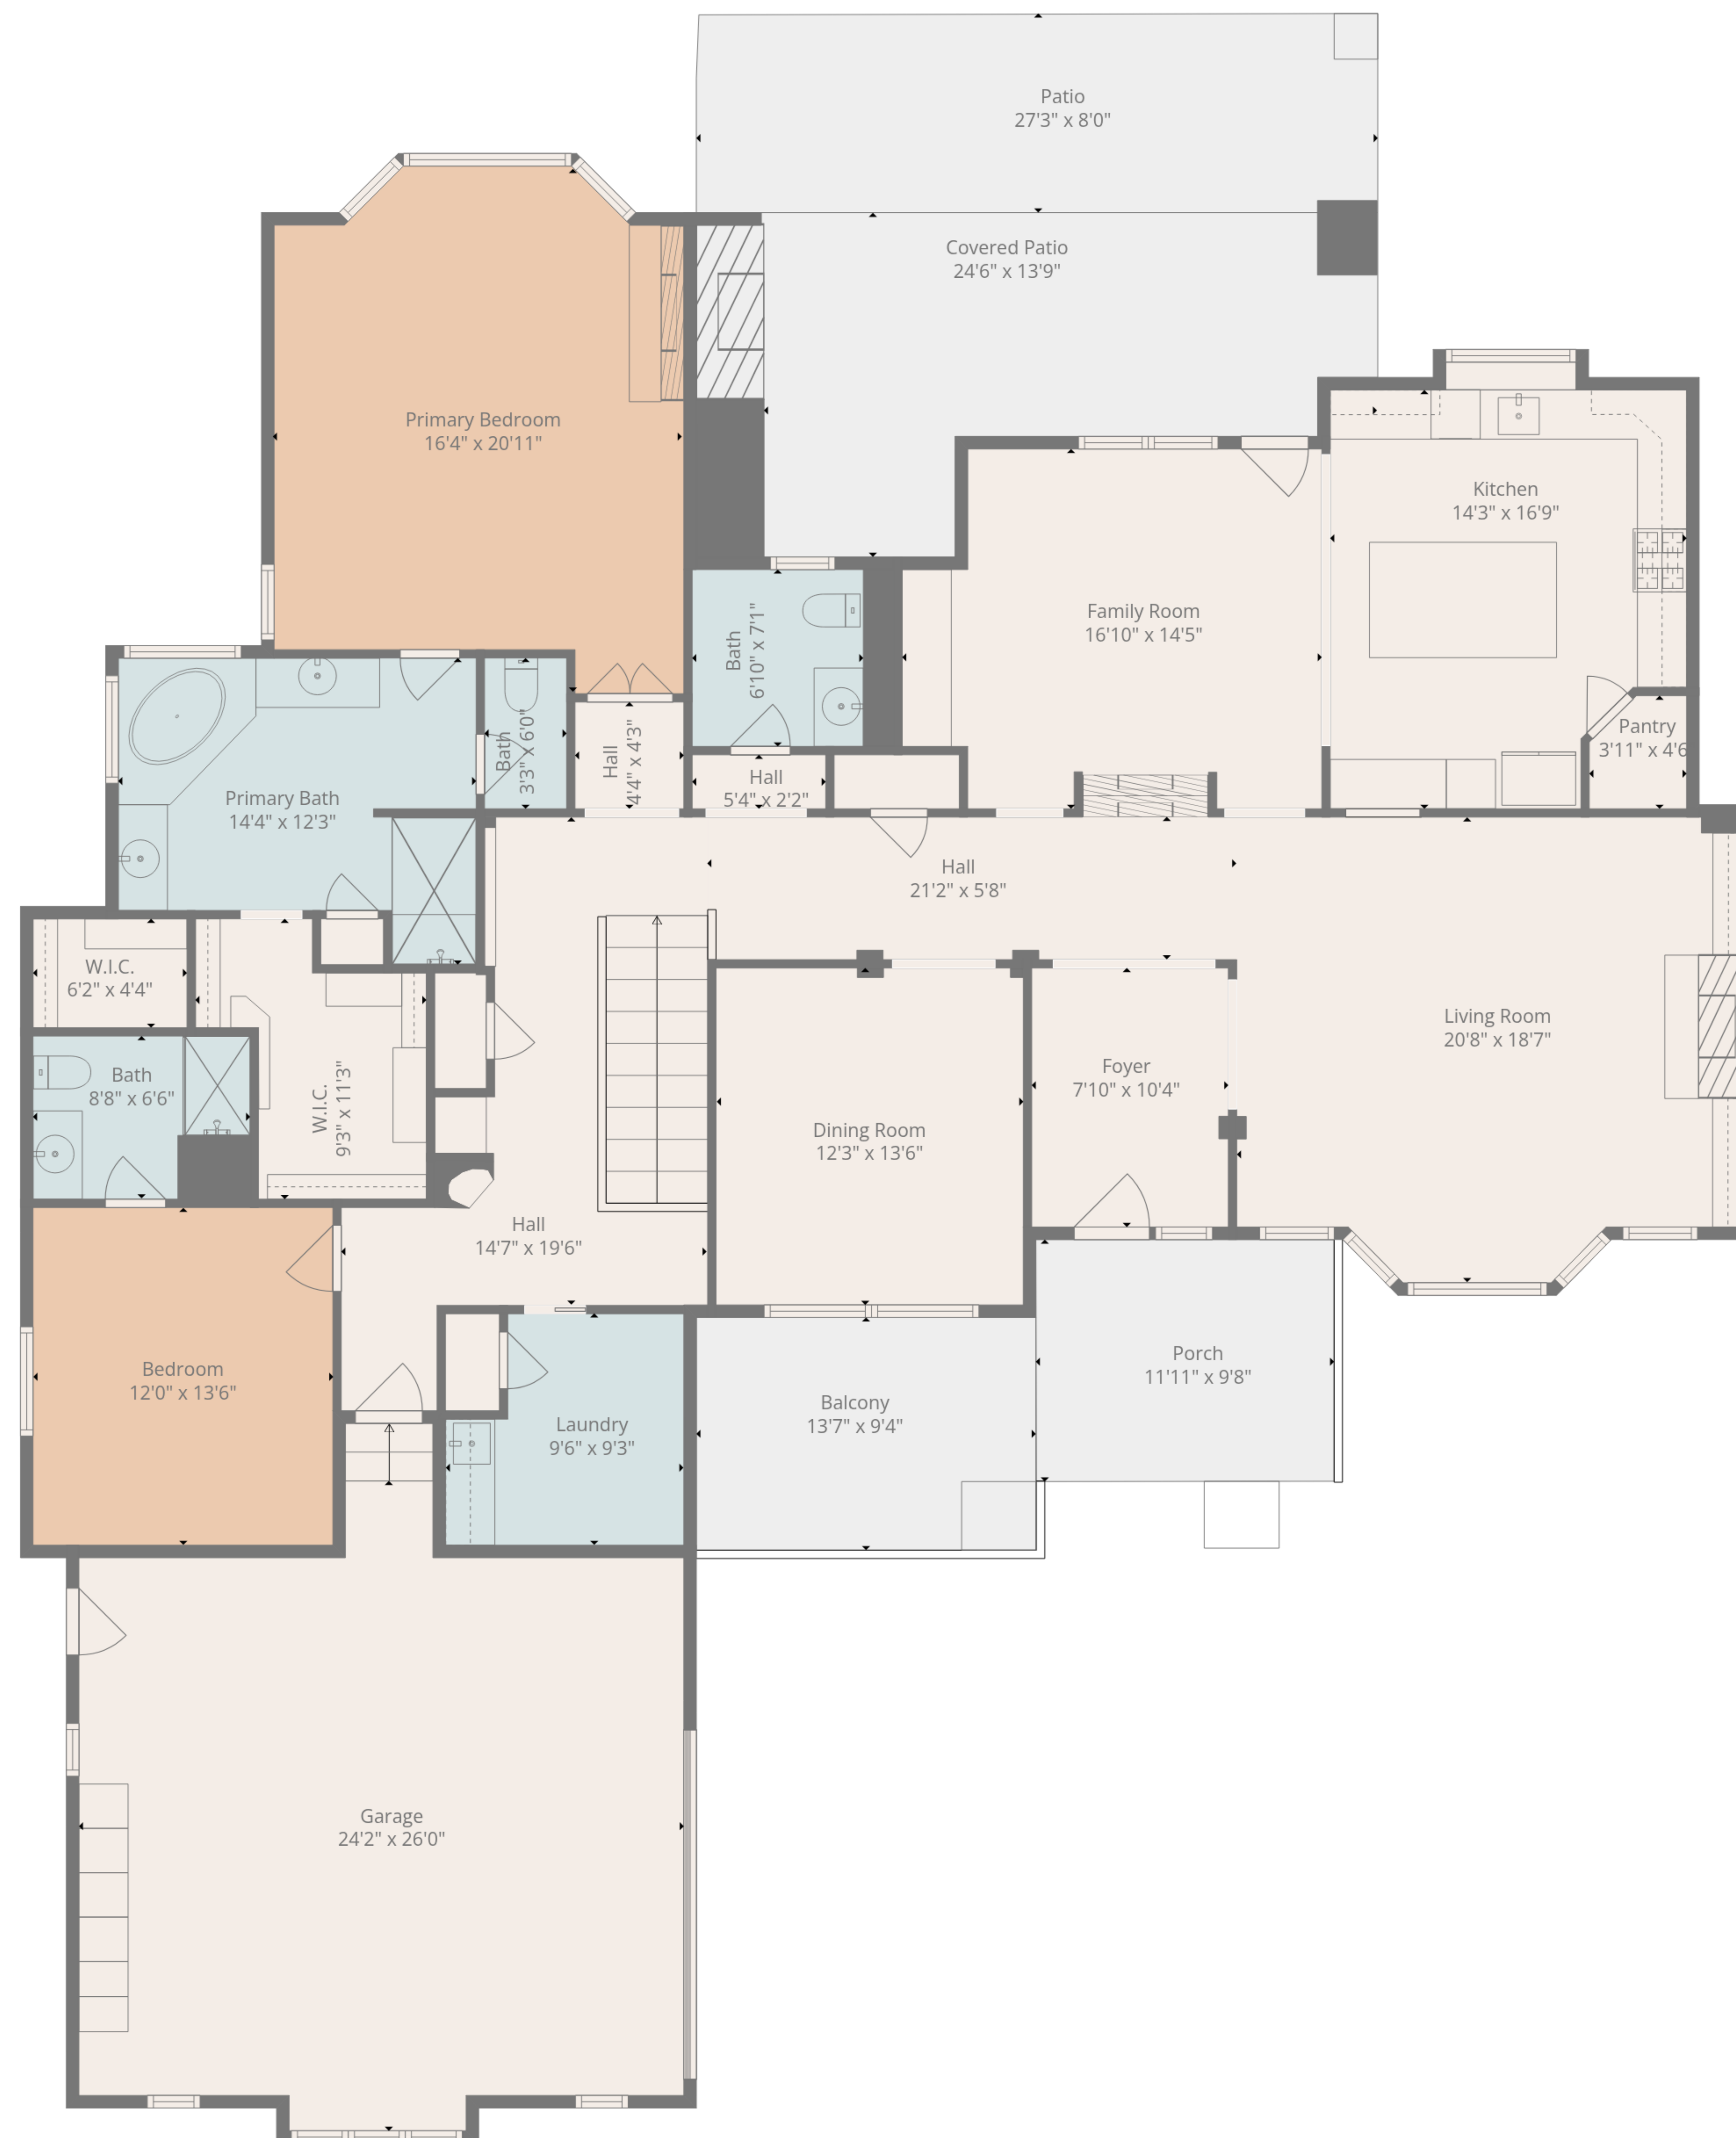 Patio
27'3" x 8'0"
Covered Patio
24'6" x 13'9"
Primary Bedroom
16'4" x 20'11"
Kitchen
14'3" x 16'9"
Family Room
16'10" x 14'5"
Bath
6'10" x 7'1"
Bath
3'3" x 6'0"
Hall
4'4" x 4'3"
Pantry
3'11" x 4'6
Hall
5'4" x 2'2"
Primary Bath
14'4" x 12'3"
Hall
21'2" x 5'8"
W.I.C.
6'2" x 4'4"
Living Room
20'8" x 18'7"
Bath
8'8" x 6'6"
W.I.C.
9'3" x 11'3"
Foyer
7'10" x 10'4"
Dining Room
12'3" x 13'6"
Hall
14'7" x 19'6"
Bedroom
12'0" x 13'6"
Porch
11'11" x 9'8"
Balcony
13'7" x 9'4"
Laundry
9'6" x 9'3"
Garage
24'2" x 26'0"